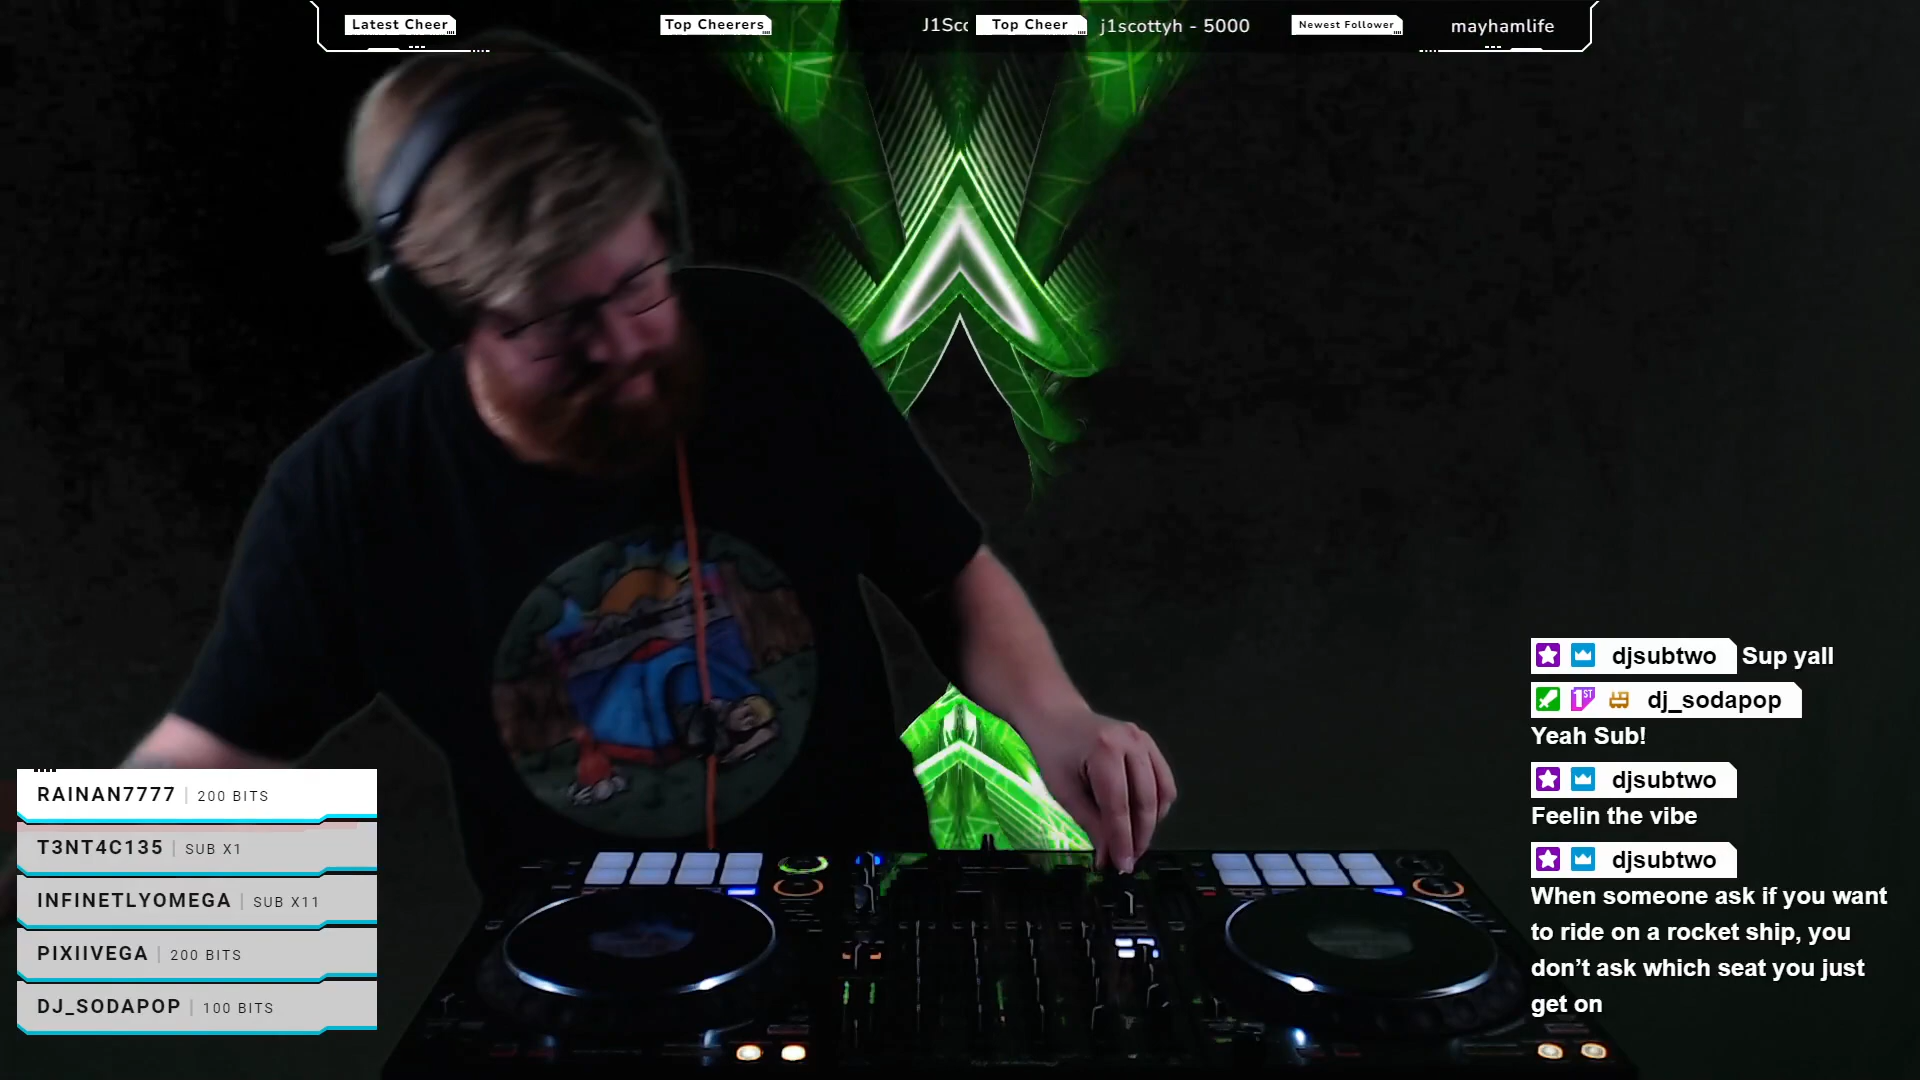 Latest Cheer
Top Cheerers
J1Sc
Top Cheer
j1scottyh - 5000
Newest Follower
mayhamlife
djsubtwo Sup yall
1ST dj_sodapop
Yeah Sub!
djsubtwo
Feelin the vibe
djsubtwo
When someone ask if you want
to ride on a rocket ship, you
don’t ask which seat you just
get on
RAINAN7777 | 200 BITS
T3NT4C135 | SUB X1
INFINETLYOMEGA | SUB X11
PIXIIVEGA | 200 BITS
DJ_SODAPOP | 100 BITS